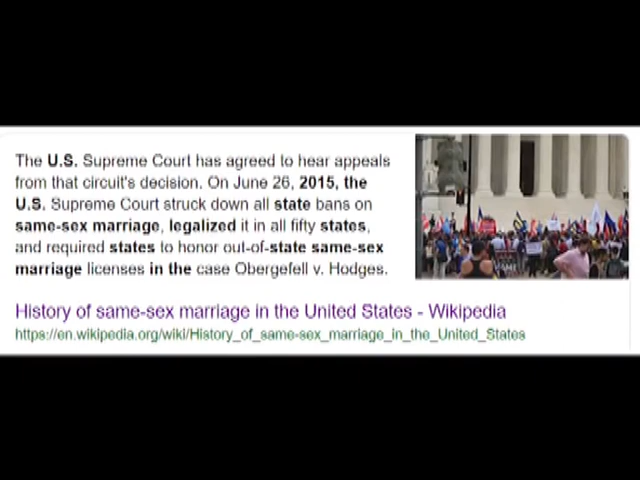 The U.S. Supreme Court has agreed to hear appeals
from that circuit's decision. On June 26, 2015, the
U.S. Supreme Court struck down all state bans on
same-sex marriage, legalized it in all fifty states,
and required states to honor out-of-state same-sex
marriage licenses in the case Obergefell v. Hodges.
History of same-sex marriage in the United States - Wikipedia
https://en.wikipedia.org/wiki/History_of_same-sex_marriage_in_the_United_States